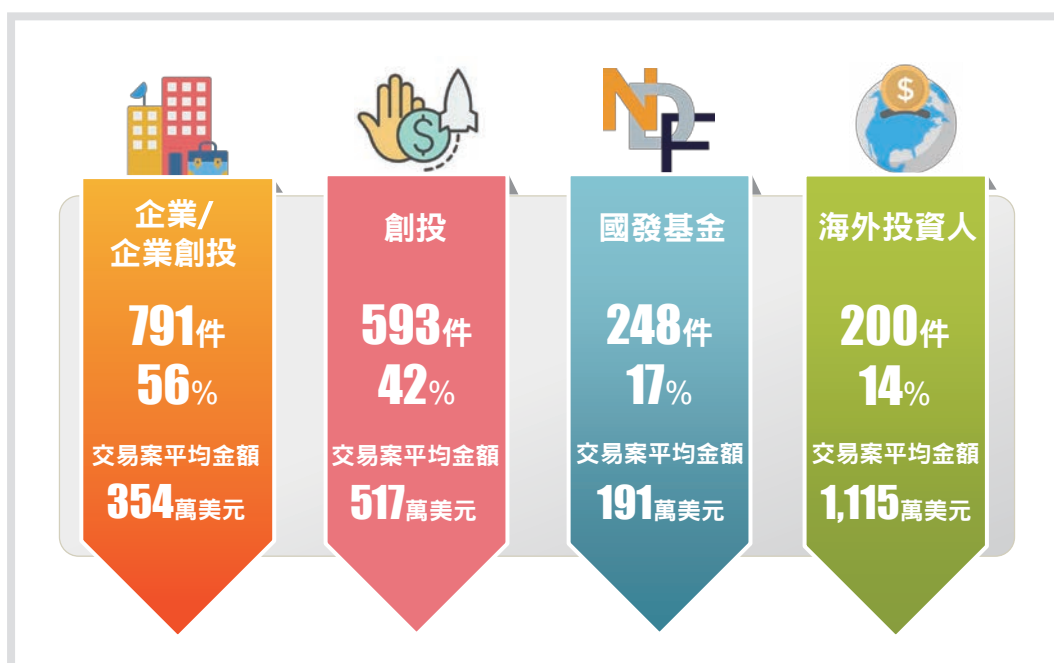 NDF
企業/
企業創投
791件
56%
交易案平均金額
354萬美元
創投
593件
42%
交易案平均金額
517萬美元
國發基金
248件
17%
交易案平均金額
191萬美元
海外投資人
200件
14%
交易案平均金額
1,115萬美元